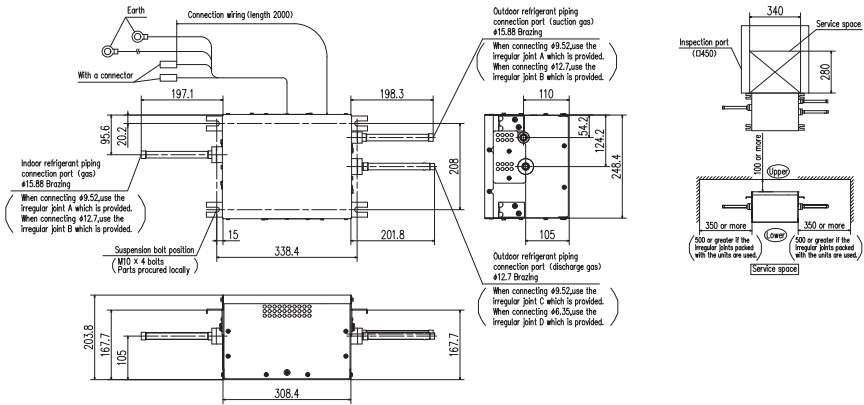 Earth
Connection wiring (length 2000)
With a connector
197.1
198.3
95.6
20.2
208
Indoor refrigerant piping
connection port (gas)
ø15.88 Brazing
When connecting ø9.52,use the
irregular joint A which is provided.
When connecting ø12.7,use the
irregular joint B which is provided.
Suspension bolt position
(M10 × 4 bolts
Parts procured locally)
15
338.4
201.8
Outdoor refrigerant piping
connection port (suction gas)
ø15.88 Brazing
When connecting ø9.52,use the
irregular joint A which is provided.
When connecting ø12.7,use the
irregular joint B which is provided.
110
54.2
124.2
248.4
105
Outdoor refrigerant piping
connection port (discharge gas)
ø12.7 Brazing
When connecting ø9.52,use the
irregular joint C which is provided.
When connecting ø6.35,use the
irregular joint D which is provided.
203.8
167.7
105
308.4
167.7
340
Service space
Inspection port
(□450)
280
100 or more
Upper
Lower
350 or more
350 or more
(500 or greater if the
irregular joints packed
with the units are used.)
(500 or greater if the
irregular joints packed
with the units are used.)
Service space